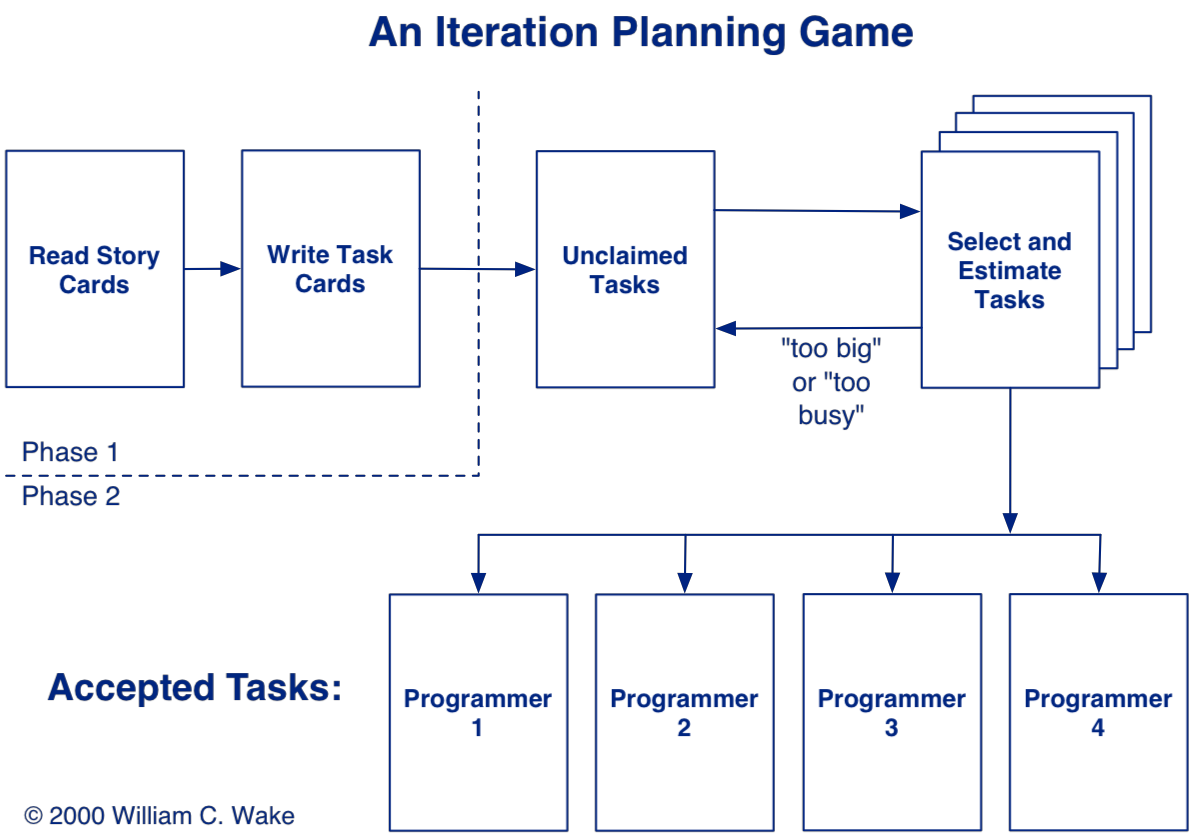 An Iteration Planning Game
Read Story
Cards
Write Task
Cards
Unclaimed
Tasks
Select and
Estimate
Tasks
"too big"
or "too
busy"
Phase 1
Phase 2
Accepted Tasks:
Programmer
1
Programmer
2
Programmer
3
Programmer
4
© 2000 William C. Wake